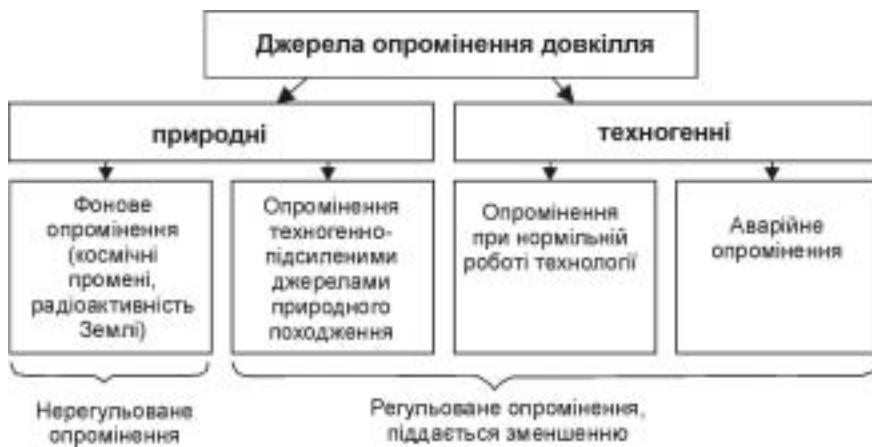 Джерела опромінення довкілля
природні
техногенні
Фонове
опромінення
(космічні
промені,
радіоактивність
Землі)
Опромінення
техногенно-
підсиленими
джерелами
природного
походження
Опромінення
при нормільній
роботі технології
Аварійне
опромінення
Нерегульоване
опромінення
Регульоване опромінення,
піддається зменшенню